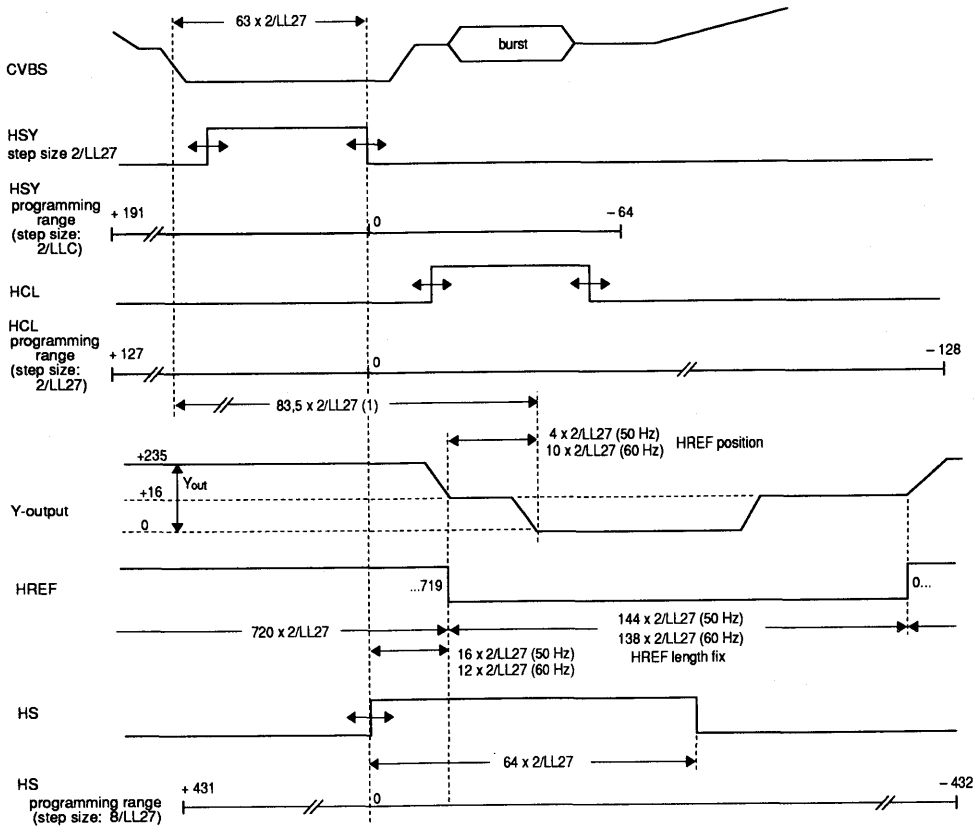 63 x 2/LL27
burst
CVBS
HSY
step size 2/LL27
HSY
programming
range
(step size:
2/LLC)
+ 191
0
− 64
HCL
HCL
programming
range
(step size:
2/LL27)
+ 127
0
− 128
83,5 x 2/LL27 (1)
4 x 2/LL27 (50 Hz)
10 x 2/LL27 (60 Hz)
HREF position
+235
Yout
+16
Y-output
0
HREF
...719
0...
720 x 2/LL27
144 x 2/LL27 (50 Hz)
138 x 2/LL27 (60 Hz)
HREF length fix
16 x 2/LL27 (50 Hz)
12 x 2/LL27 (60 Hz)
HS
64 x 2/LL27
HS
programming range
(step size: 8/LL27)
+ 431
0
− 432